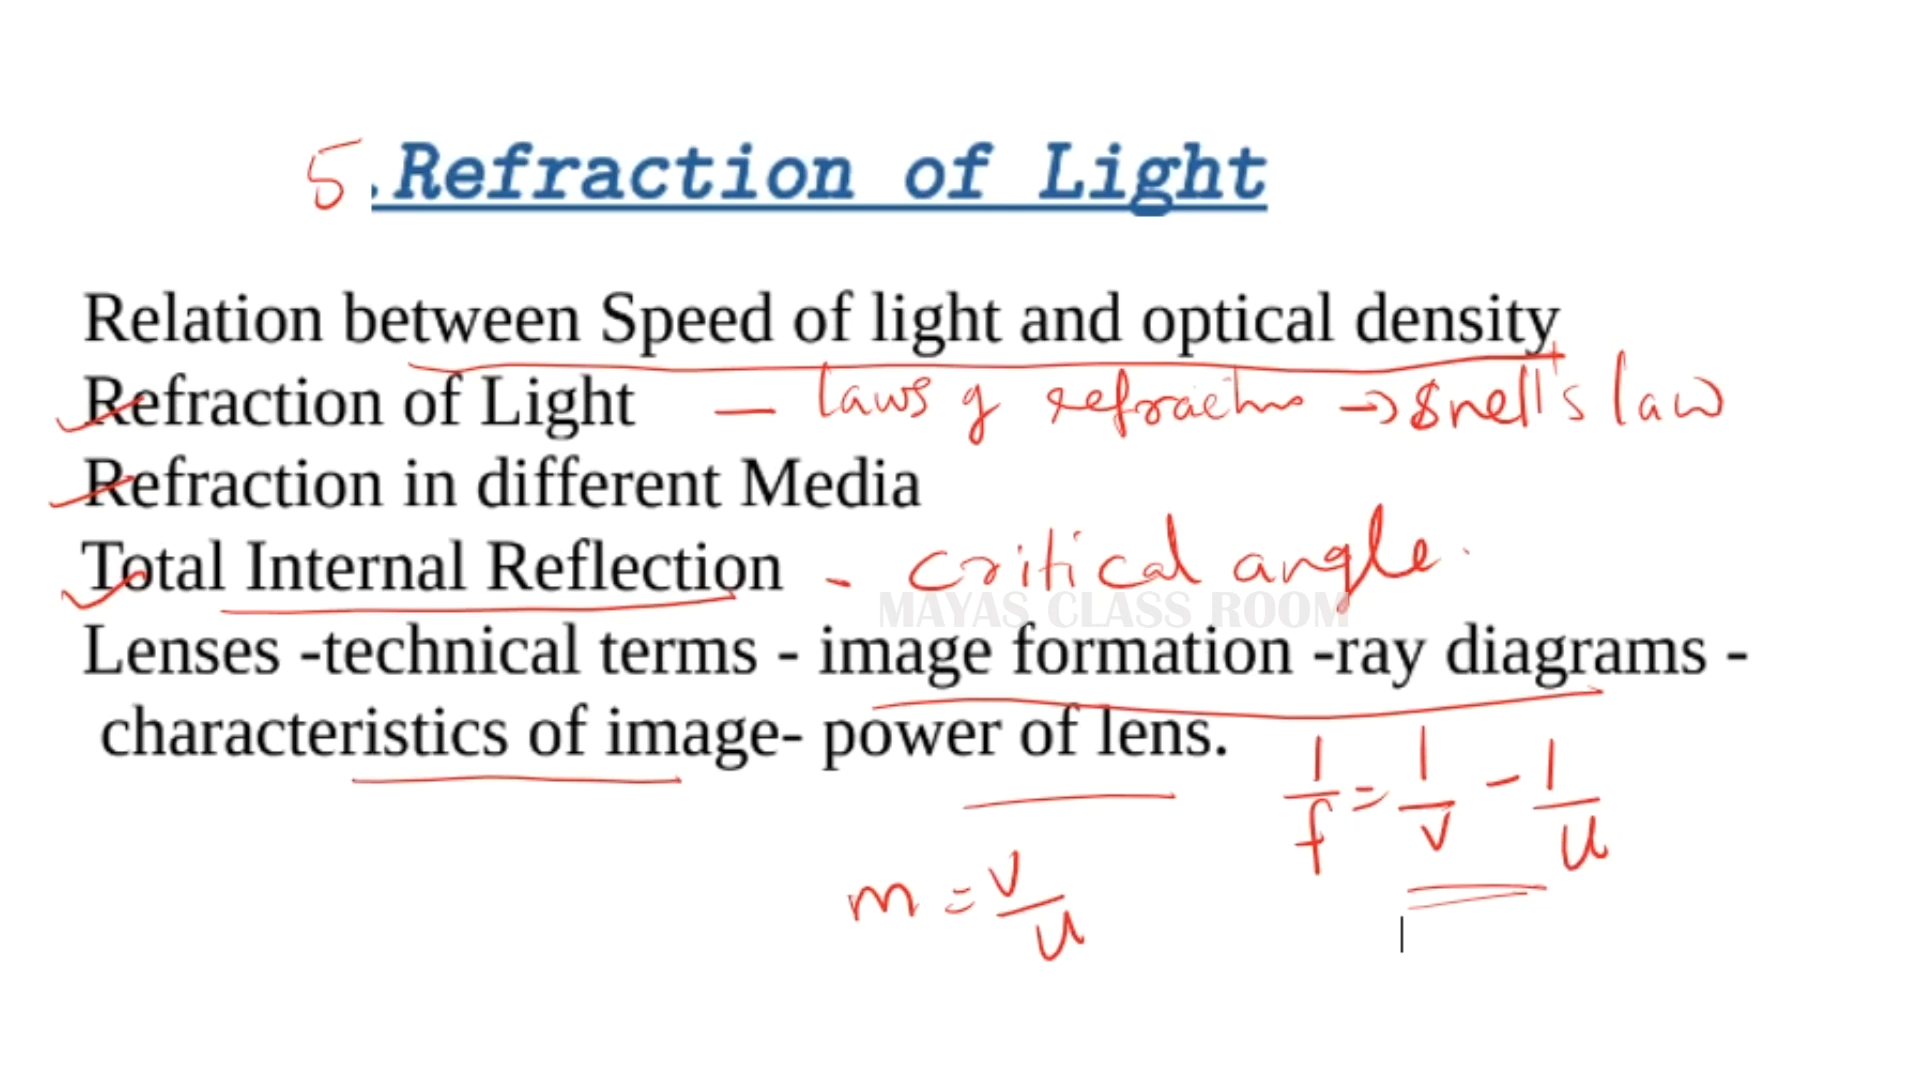 5.Refraction of Light
Relation between Speed of light and optical density
Refraction of Light — laws of refraction → Snell's law
Refraction in different Media
Total Internal Reflection - critical angle.
MAYAS CLASS ROOM
Lenses -technical terms - image formation -ray diagrams -
characteristics of image- power of lens.
1/f = 1/v - 1/u
m = v/u